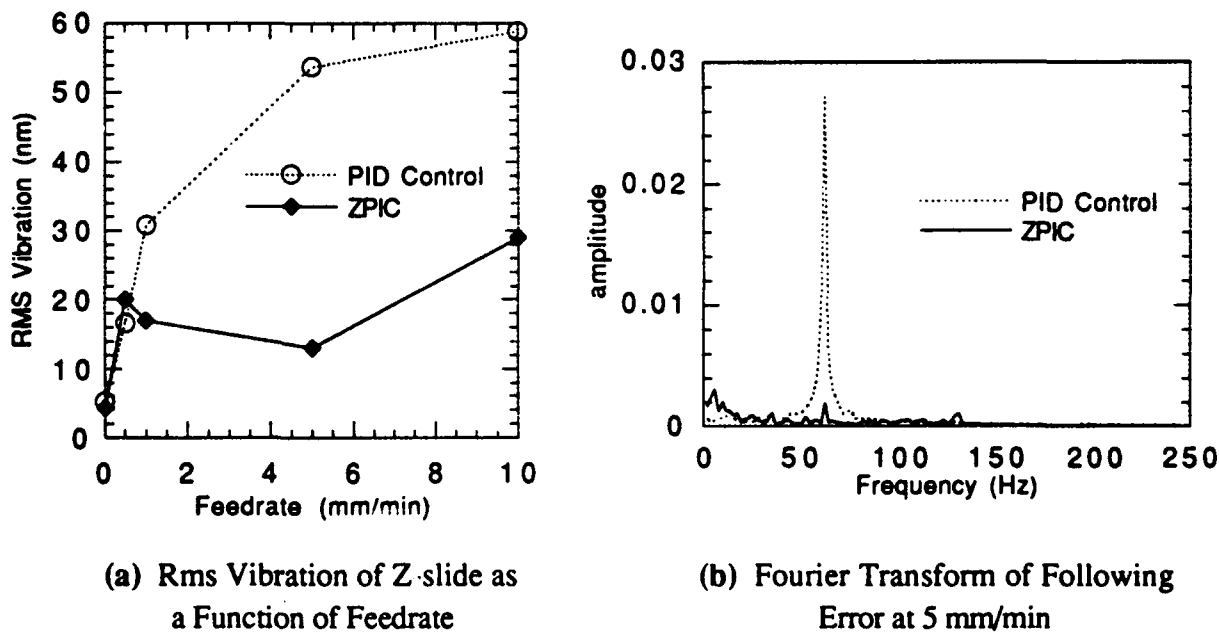 60
50
40
30
20
10
0
RMS Vibration (nm)
PID Control
ZPIC
0 2 4 6 8 10
Feedrate (mm/min)
(a) Rms Vibration of Z-slide as
a Function of Feedrate
0.03
0.02
0.01
0
amplitude
PID Control
ZPIC
0 50 100 150 200 250
Frequency (Hz)
(b) Fourier Transform of Following
Error at 5 mm/min